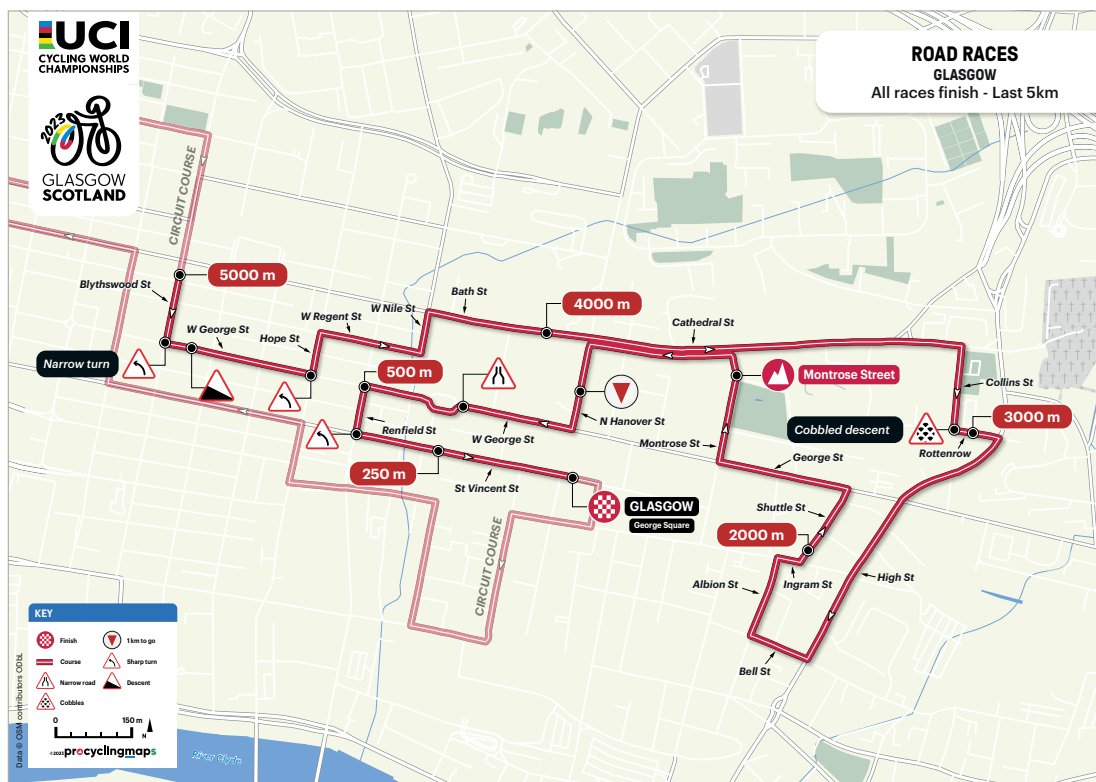 UCI
CYCLING WORLD
CHAMPIONSHIPS
2023
GLASGOW
SCOTLAND
ROAD RACES
GLASGOW
All races finish - Last 5km
CIRCUIT COURSE
5000 m
Blythswood St
W George St
Narrow turn
Hope St
W Regent St
W Nile St
Bath St
4000 m
Cathedral St
500 m
Renfield St
250 m
St Vincent St
W George St
N Hanover St
Montrose Street
Montrose St
Collins St
3000 m
Cobbled descent
Rottenrow
George St
Shuttle St
2000 m
Ingram St
Albion St
High St
Bell St
GLASGOW
George Square
CIRCUIT COURSE
KEY
Finish
1 km to go
Course
Sharp turn
Narrow road
Descent
Cobbles
0 150 m
N
©2023 procyclingmaps
Data © OSM contributors ODbL
River Clyde